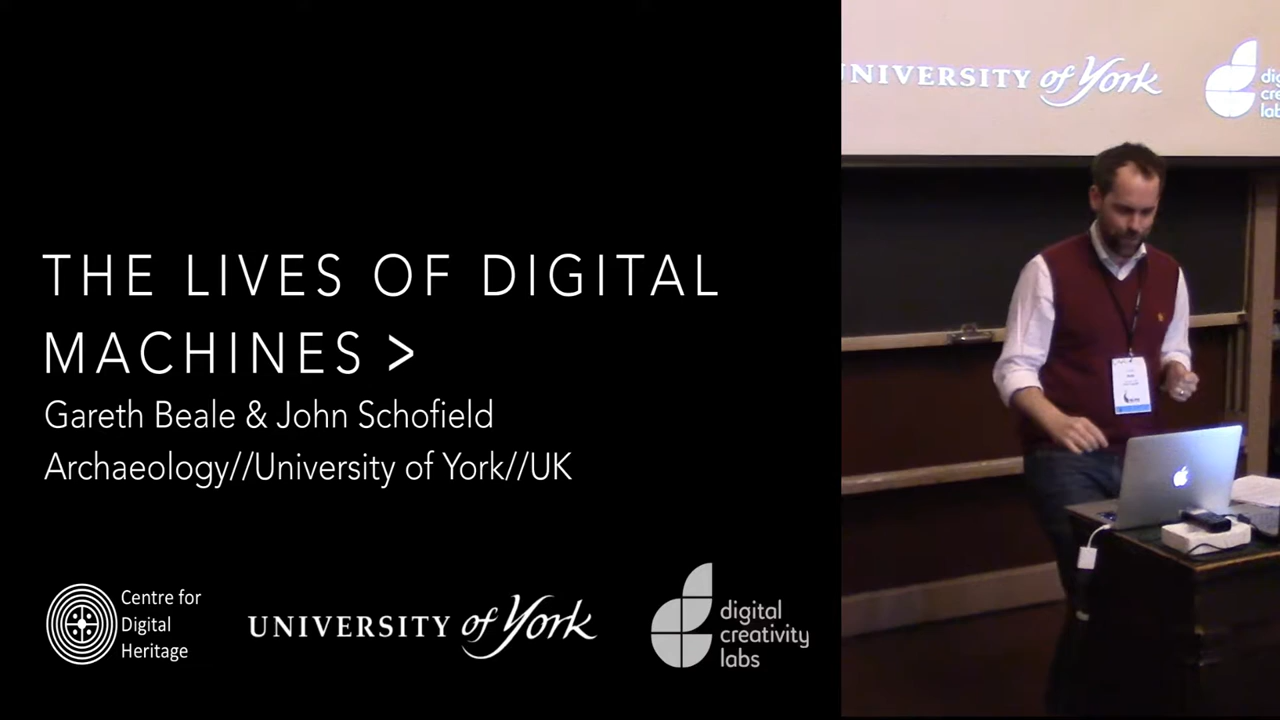 THE LIVES OF DIGITAL
MACHINES >
Gareth Beale & John Schofield
Archaeology//University of York//UK
Centre for
Digital
Heritage
UNIVERSITY of York
digital
creativity
labs
UNIVERSITY of York